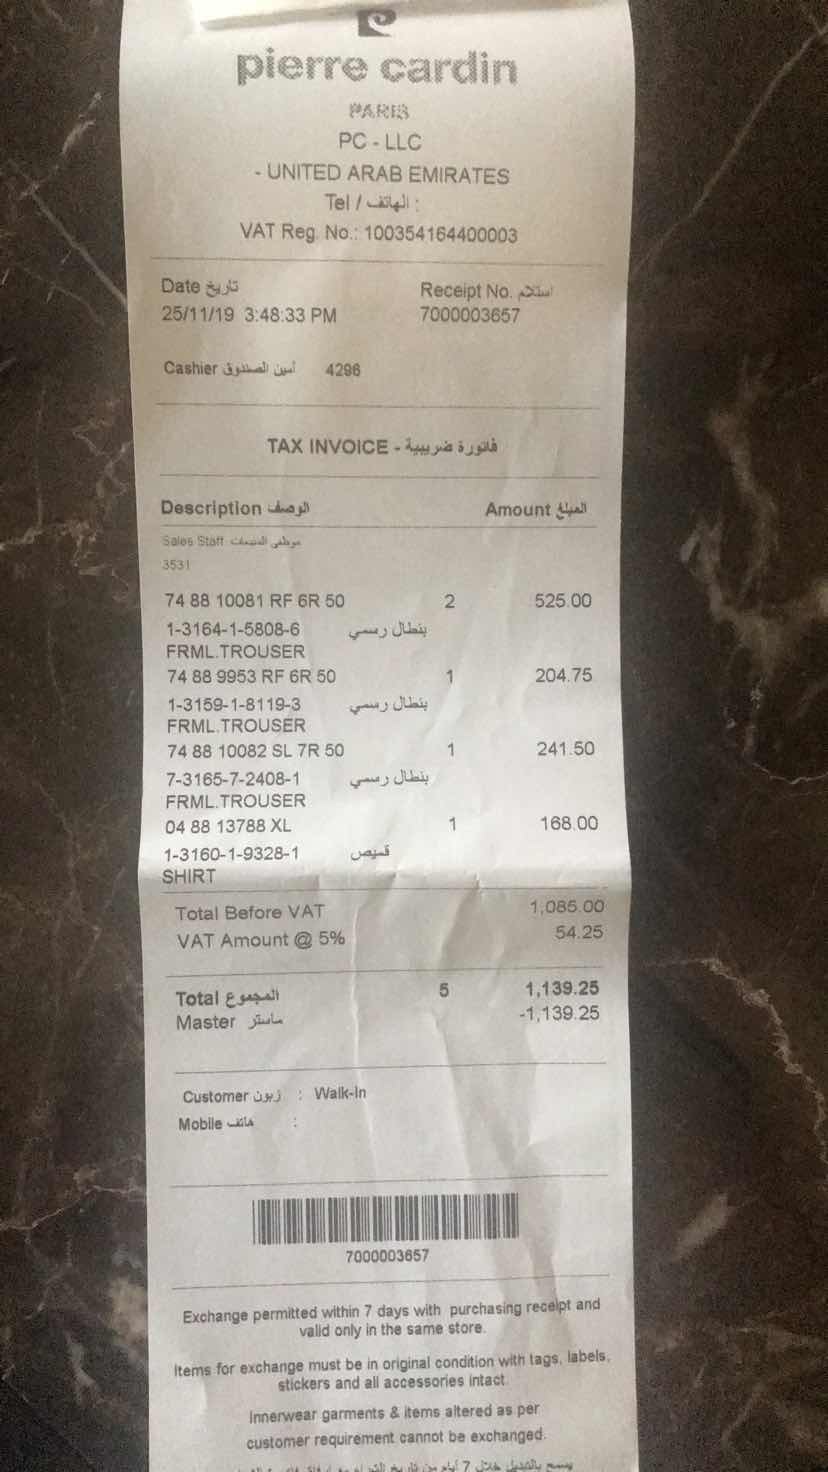 pierre cardin
PARIS
PC - LLC
- UNITED ARAB EMIRATES
Tel / الهاتف :
VAT Reg. No.: 100354164400003
Date تاريخ
Receipt No. استلام
25/11/19 3:48:33 PM
7000003657
Cashier أمين الصندوق 4296
TAX INVOICE - فاتورة ضريبية
Description الوصف Amount المبلغ
Sales Staff موظفي المبيعات
3531
74 88 10081 RF 6R 50 2 525.00
1-3164-1-5808-6 بنطال رسمي
FRML.TROUSER
74 88 9953 RF 6R 50 1 204.75
1-3159-1-8119-3 بنطال رسمي
FRML.TROUSER
74 88 10082 SL 7R 50 1 241.50
7-3165-7-2408-1 بنطال رسمي
FRML.TROUSER
04 88 13788 XL 1 168.00
1-3160-1-9328-1 قميص
SHIRT
Total Before VAT 1,085.00
VAT Amount @ 5% 54.25
Total المجموع 5 1,139.25
Master ماستر -1,139.25
Customer زبون : Walk-In
Mobile هاتف :
7000003657
Exchange permitted within 7 days with purchasing receipt and
valid only in the same store.
Items for exchange must be in original condition with tags, labels,
stickers and all accessories intact.
Innerwear garments & items altered as per
customer requirement cannot be exchanged.
يسمح بالتبديل خلال 7 أيام من تاريخ الشراء